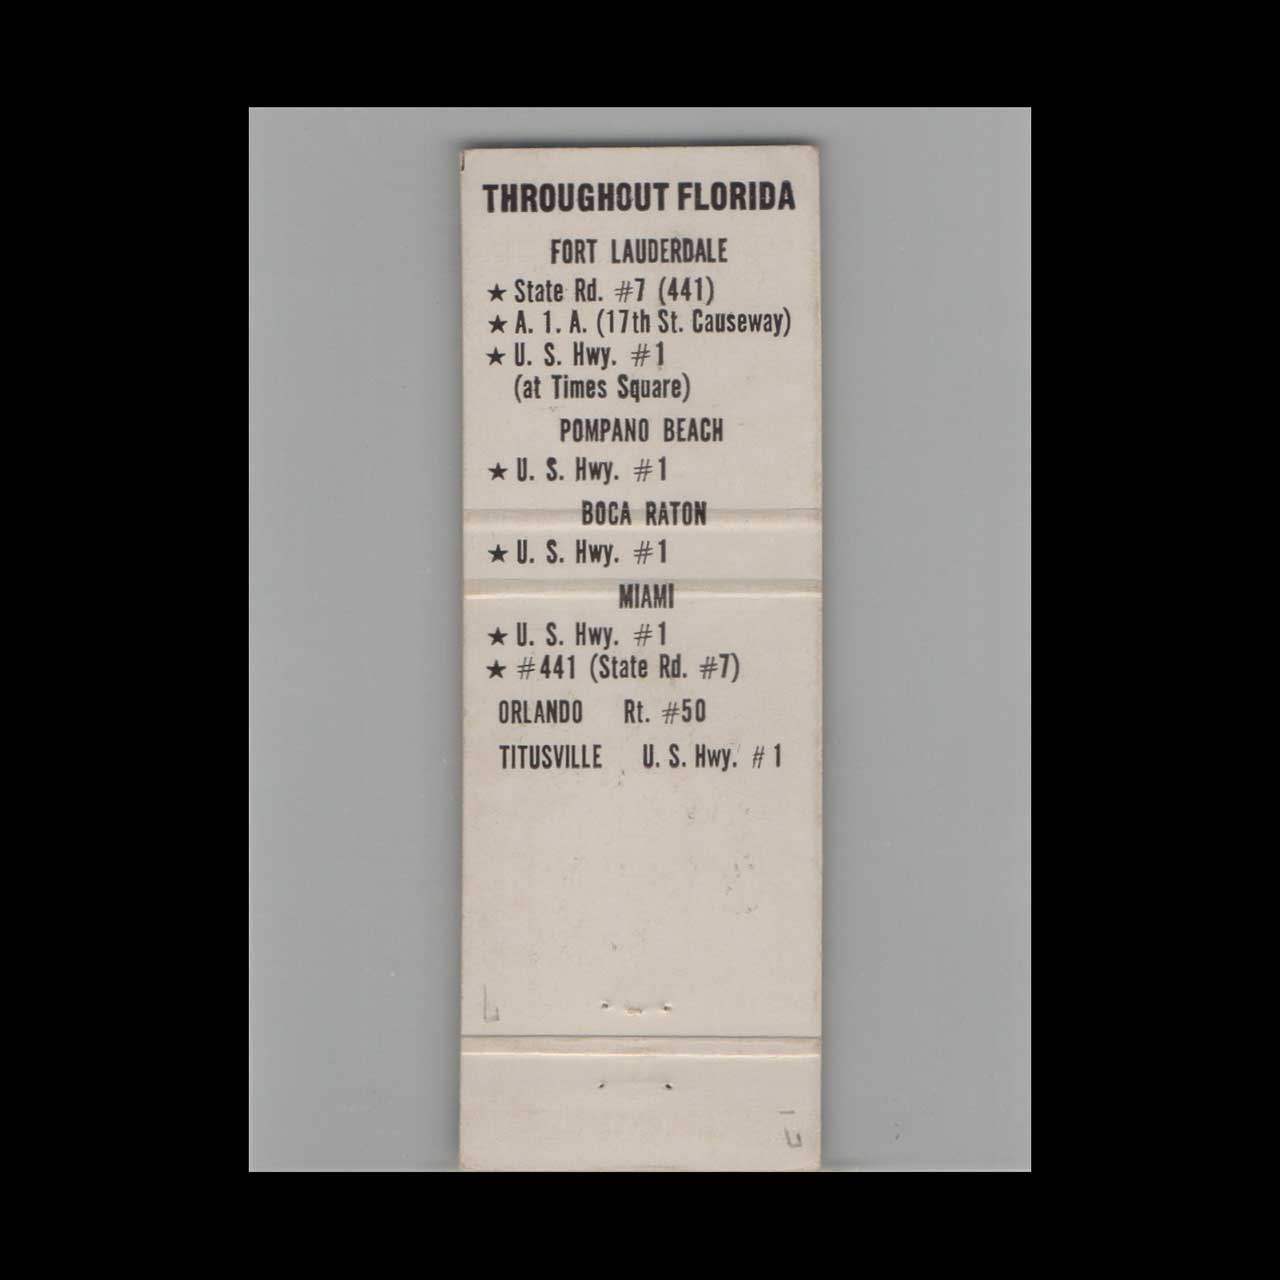 THROUGHOUT FLORIDA
FORT LAUDERDALE
★ State Rd. #7 (441)
★ A. 1. A. (17th St. Causeway)
★ U. S. Hwy. #1
(at Times Square)
POMPANO BEACH
★ U. S. Hwy. #1
BOCA RATON
★ U. S. Hwy. #1
MIAMI
★ U. S. Hwy. #1
★ #441 (State Rd. #7)
ORLANDO Rt. #50
TITUSVILLE U. S. Hwy. #1